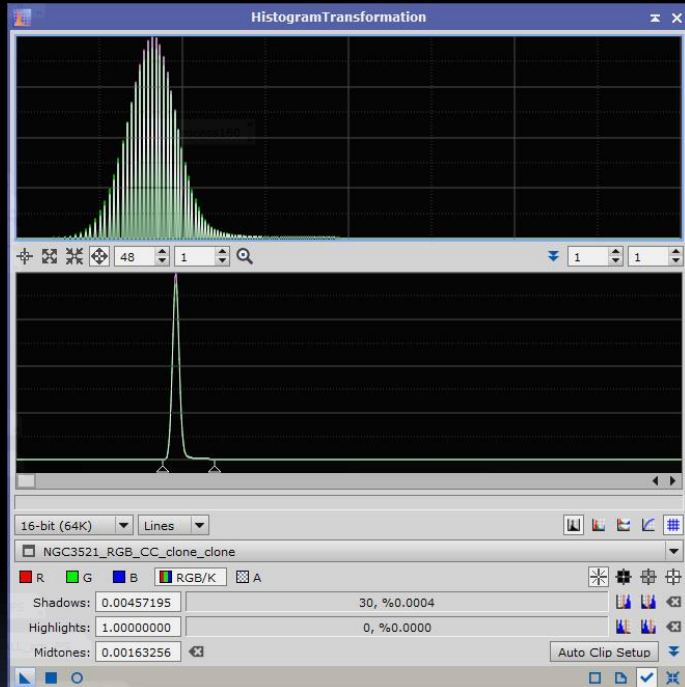 HistogramTransformation
48 1 1 1
16-bit (64K) Lines
NGC3521_RGB_CC_clone_clone
R G B RGB/K A
Shadows: 0.00457195 30, %0.0004
Highlights: 1.00000000 0, %0.0000
Midtones: 0.00163256 Auto Clip Setup